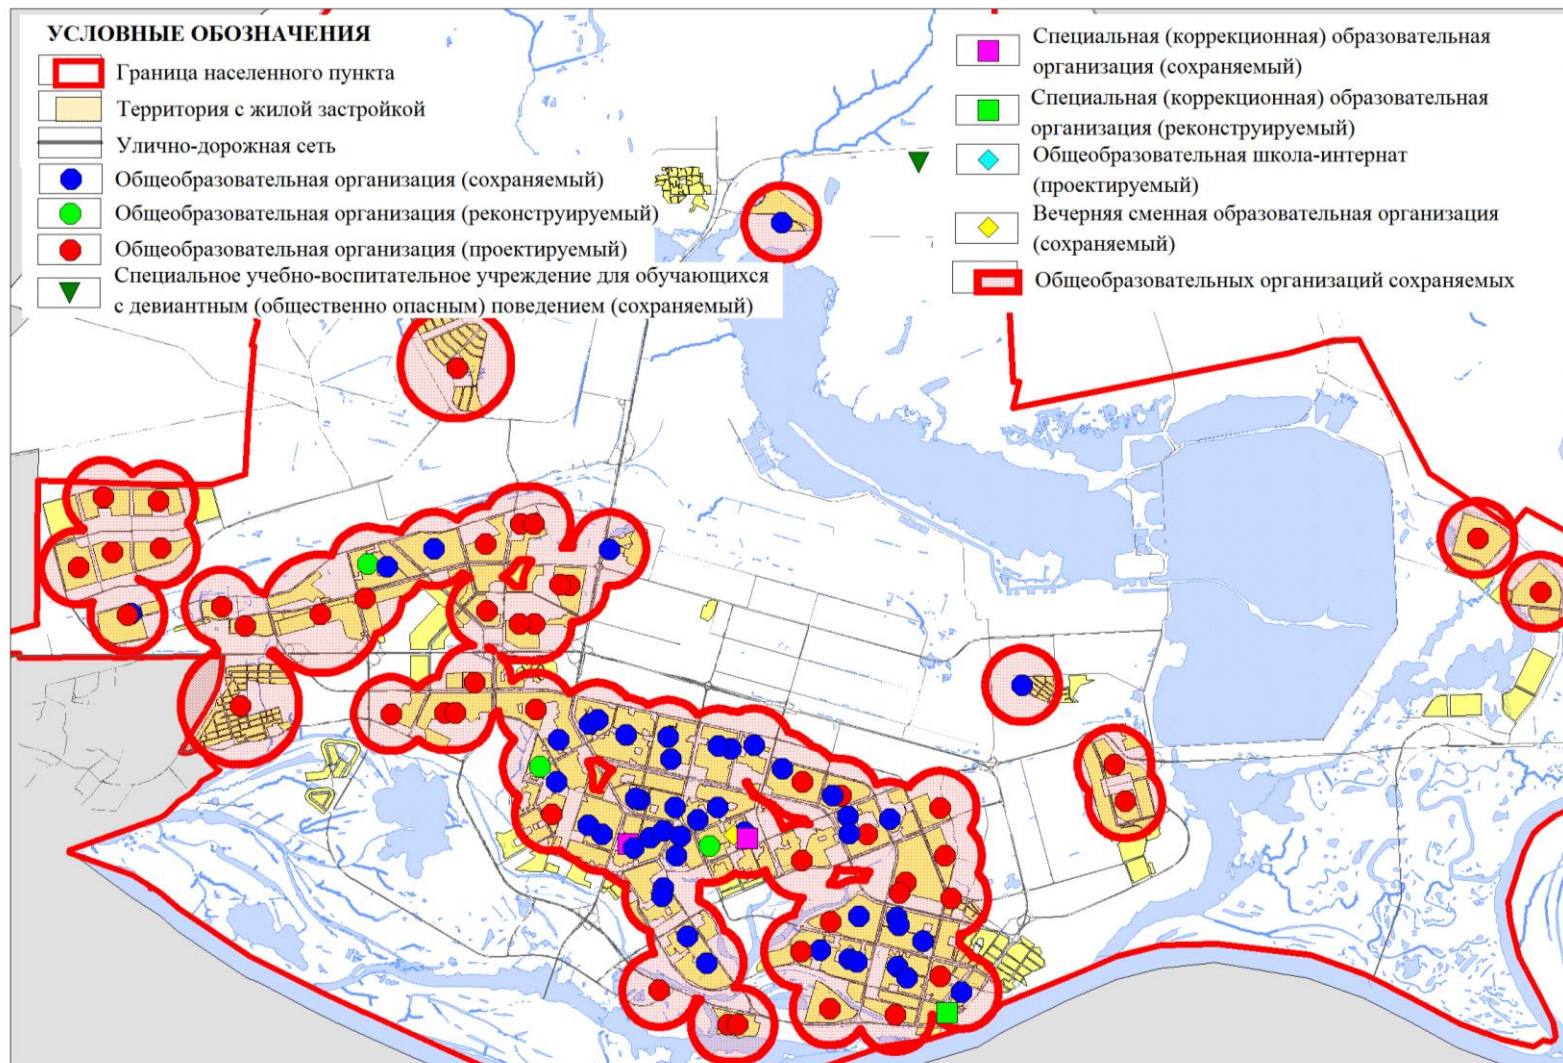 УСЛОВНЫЕ ОБОЗНАЧЕНИЯ
Граница населенного пункта
Территория с жилой застройкой
Улично-дорожная сеть
Общеобразовательная организация (сохраняемый)
Общеобразовательная организация (реконструируемый)
Общеобразовательная организация (проектируемый)
Специальное учебно-воспитательное учреждение для обучающихся
с девиантным (общественно опасным) поведением (сохраняемый)
Специальная (коррекционная) образовательная
организация (сохраняемый)
Специальная (коррекционная) образовательная
организация (реконструируемый)
Общеобразовательная школа-интернат
(проектируемый)
Вечерняя сменная образовательная организация
(сохраняемый)
Общеобразовательных организаций сохраняемых